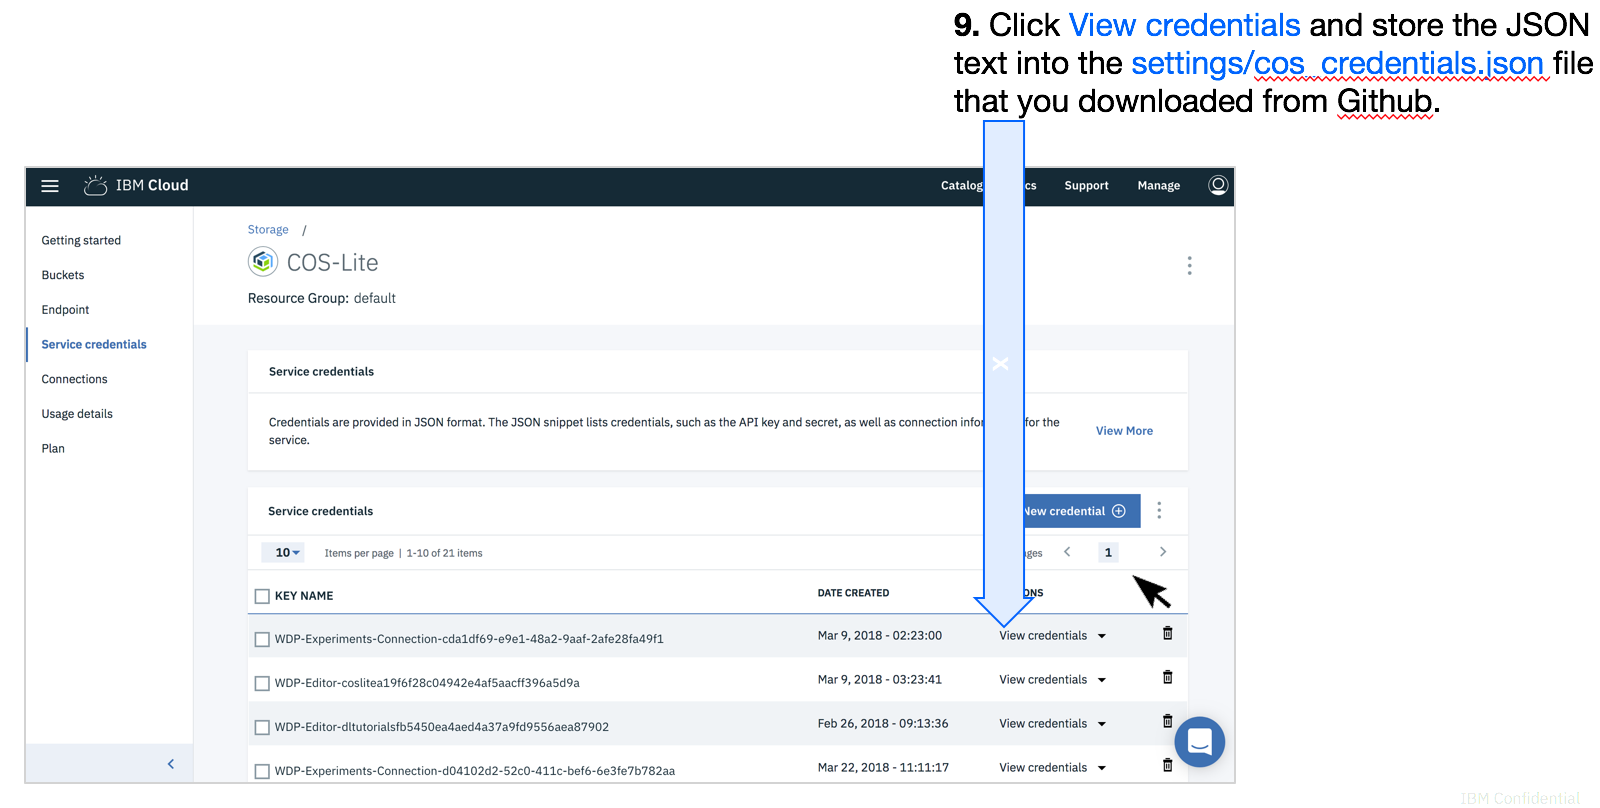 9. Click View credentials and store the JSON
text into the settings/cos_credentials.json file
that you downloaded from Github.
IBM Cloud
Catalog
cs
Support
Manage
Getting started
Buckets
Endpoint
Service credentials
Connections
Usage details
Plan
Storage /
COS-Lite
Resource Group: default
Service credentials
Credentials are provided in JSON format. The JSON snippet lists credentials, such as the API key and secret, as well as connection infor for the
service.
View More
Service credentials
New credential
10
Items per page | 1-10 of 21 items
ges
1
KEY NAME
DATE CREATED
ONS
WDP-Experiments-Connection-cda1df69-e9e1-48a2-9aaf-2afe28fa49f1
Mar 9, 2018 - 02:23:00
View credentials
WDP-Editor-coslitea19f6f28c04942e4af5aacff396a5d9a
Mar 9, 2018 - 03:23:41
View credentials
WDP-Editor-dltutorialsfb5450ea4aed4a37a9fd9556aea87902
Feb 26, 2018 - 09:13:36
View credentials
WDP-Experiments-Connection-d04102d2-52c0-411c-bef6-6e3fe7b782aa
Mar 22, 2018 - 11:11:17
View credentials
IBM Confidential